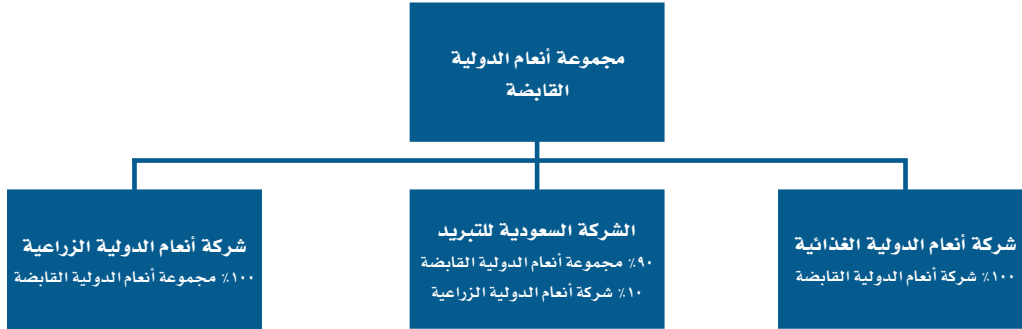 مجموعة أنعام الدولية
القابضة
شركة أنعام الدولية الغذائية
١٠٠٪ شركة أنعام الدولية القابضة
الشركة السعودية للتبريد
٩٠٪ مجموعة أنعام الدولية القابضة
١٠٪ شركة أنعام الدولية الزراعية
شركة أنعام الدولية الزراعية
١٠٠٪ مجموعة أنعام الدولية القابضة